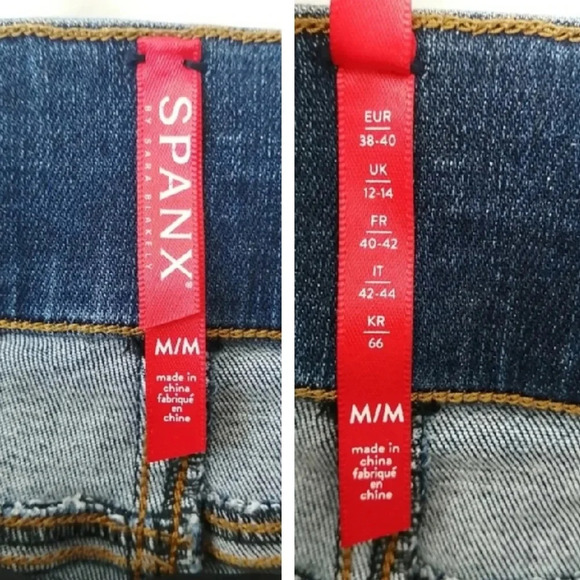 SPANX®
BY SARA BLAKELY
M/M
made in
china
fabriqué
en
chine
EUR
38-40
UK
12-14
FR
40-42
IT
42-44
KR
66
M/M
made in
china
fabriqué
en
chine